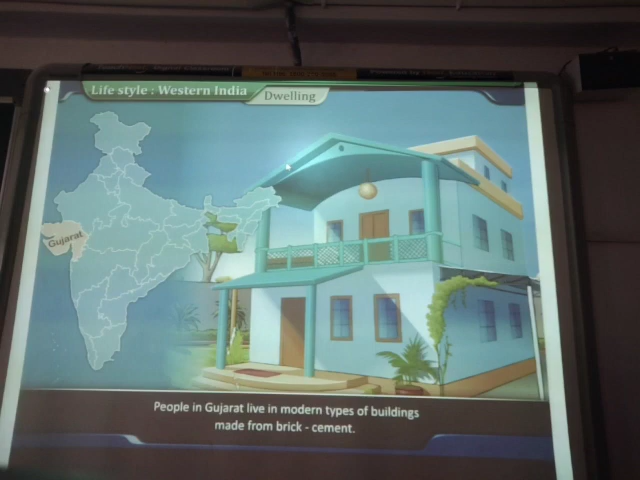 Life style : Western India
Dwelling
Gujarat
People in Gujarat live in modern types of buildings
made from brick - cement.